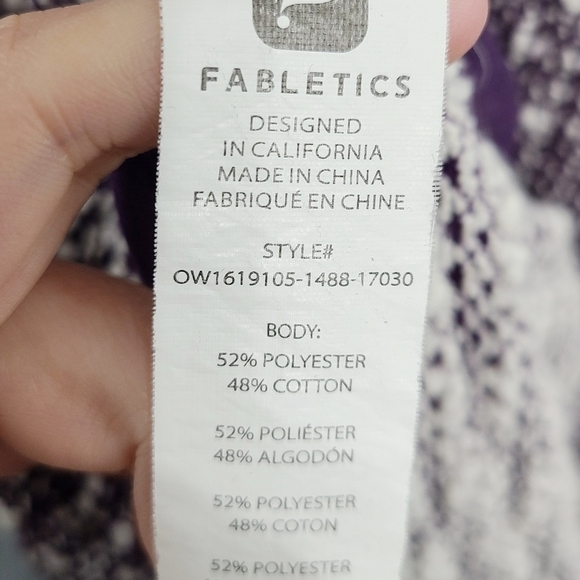 FABLETICS
DESIGNED
IN CALIFORNIA
MADE IN CHINA
FABRIQUÉ EN CHINE
STYLE#
OW1619105-1488-17030
BODY:
52% POLYESTER
48% COTTON
52% POLIÉSTER
48% ALGODÓN
52% POLYESTER
48% COTON
52% POLYESTER